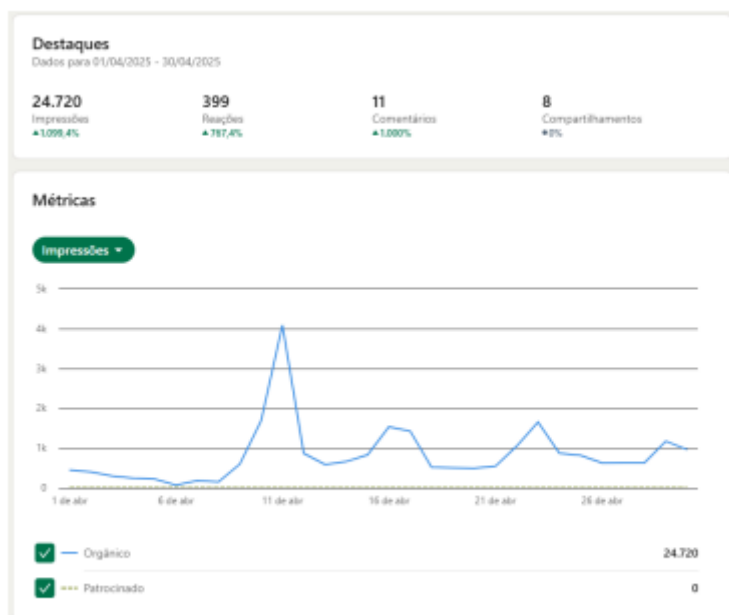 Destaques
Dados para 01/04/2025 - 30/04/2025
24.720 399 11 8
Impressões Reações Comentários Compartilhamentos
▲1.099,4% ▲767,4% ▲1.000% ♦0%
Métricas
Impressões ▼
5k
4k
3k
2k
1k
0
1 de abr 6 de abr 11 de abr 16 de abr 21 de abr 26 de abr
Orgânico 24.720
Patrocinado 0